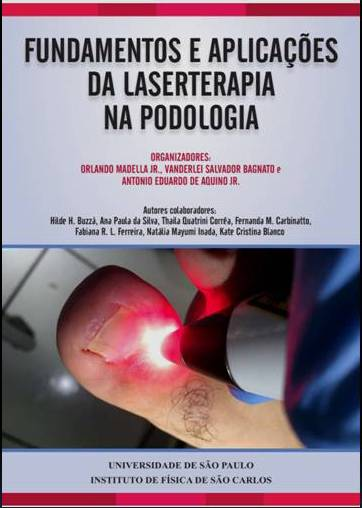 FUNDAMENTOS E APLICAÇÕES
DA LASERTERAPIA
NA PODOLOGIA
ORGANIZADORES:
ORLANDO MADELLA JR., VANDERLEI SALVADOR BAGNATO e
ANTONIO EDUARDO DE AQUINO JR.
Autores colaboradores:
Hilde H. Buzzá, Ana Paula da Silva, Thaila Quatrini Corrêa, Fernanda M. Carbinatto,
Fabiana R. L. Ferreira, Natália Mayumi Inada, Kate Cristina Blanco
UNIVERSIDADE DE SÃO PAULO
INSTITUTO DE FÍSICA DE SÃO CARLOS